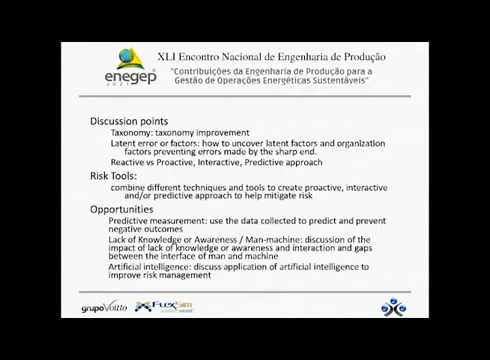 enegep
2021
XLI Encontro Nacional de Engenharia de Produção
"Contribuições da Engenharia de Produção para a
Gestão de Operações Energéticas Sustentáveis"
Discussion points
Taxonomy: taxonomy improvement
Latent error or factors: how to uncover latent factors and organization
factors preventing errors made by the sharp end.
Reactive vs Proactive, Interactive, Predictive approach
Risk Tools:
combine different techniques and tools to create proactive, interactive
and/or predictive approach to help mitigate risk
Opportunities
Predictive measurement: use the data collected to predict and prevent
negative outcomes
Lack of Knowledge or Awareness / Man-machine: discussion of the
impact of lack of knowledge or awareness and interaction and gaps
between the interface of man and machine
Artificial intelligence: discuss application of artificial intelligence to
improve risk management
grupo Voitto
FlexSim